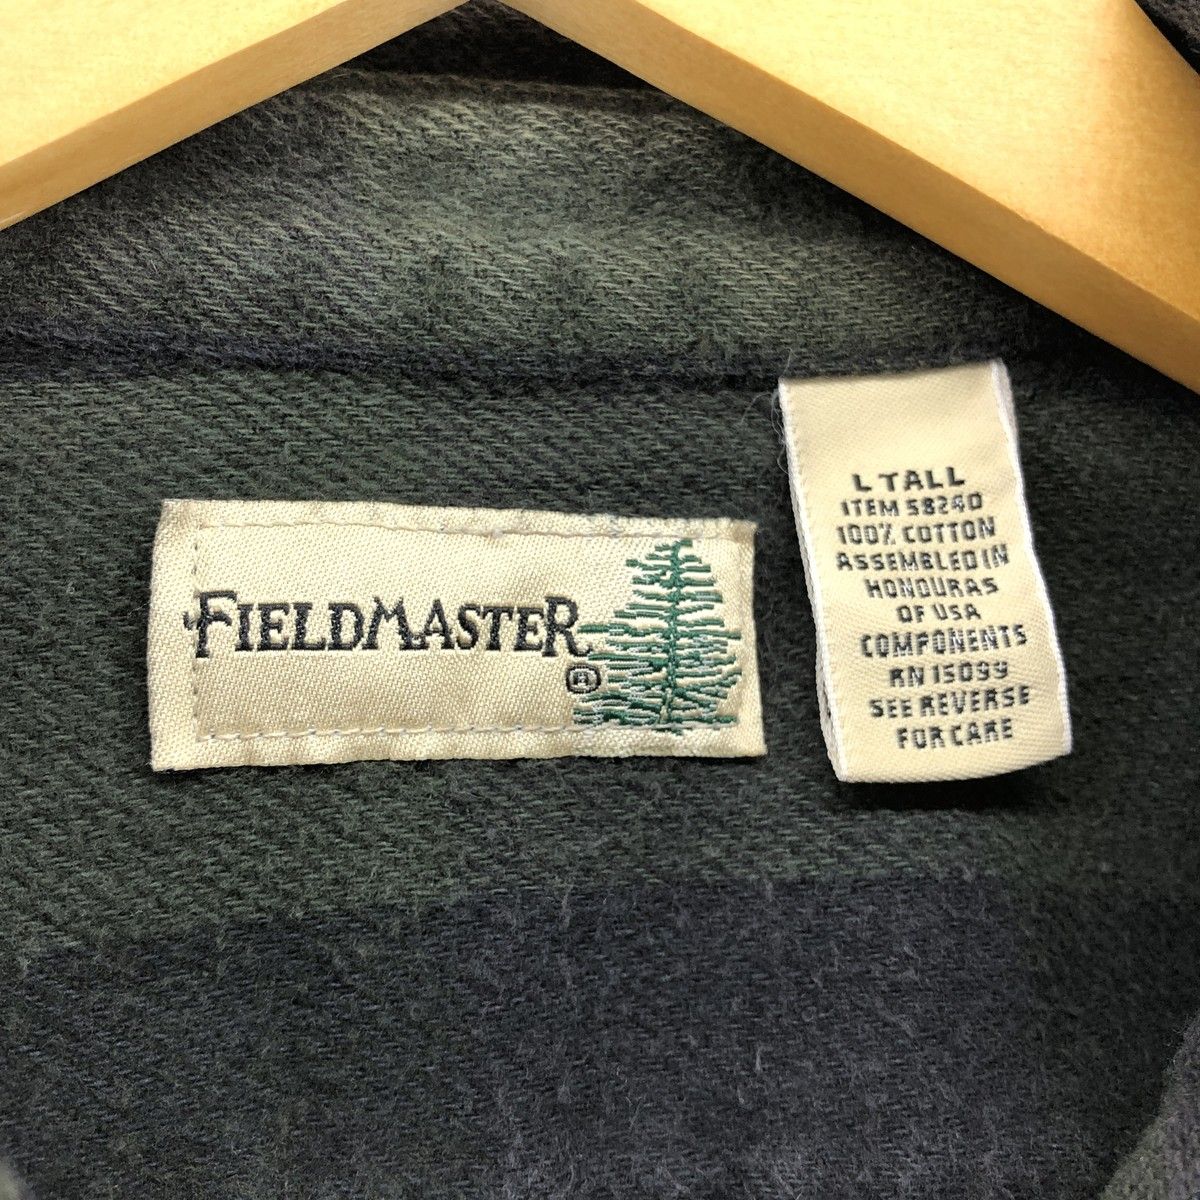 FIELDMASTER
®
L TALL
ITEM 58240
100% COTTON
ASSEMBLED IN
HONDURAS
OF USA
COMPONENTS
RN 15099
SEE REVERSE
FOR CARE